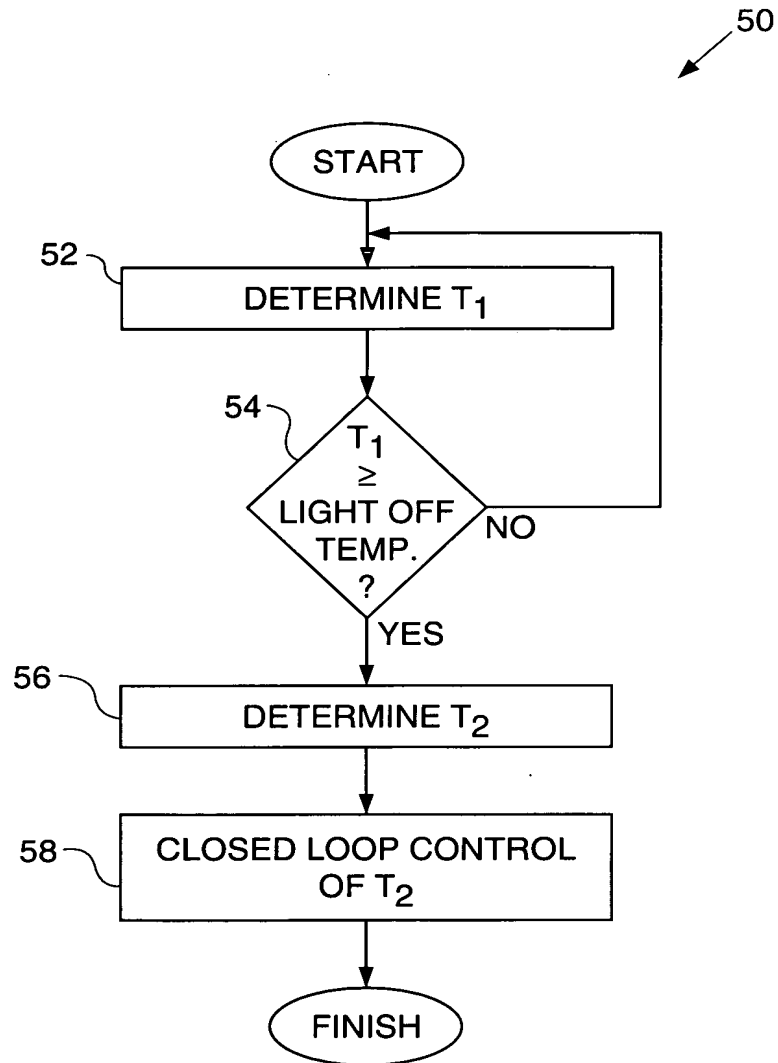 50
START
52
DETERMINE T₁
54
T₁
≥
LIGHT OFF
TEMP.
?
NO
YES
56
DETERMINE T₂
58
CLOSED LOOP CONTROL
OF T₂
FINISH